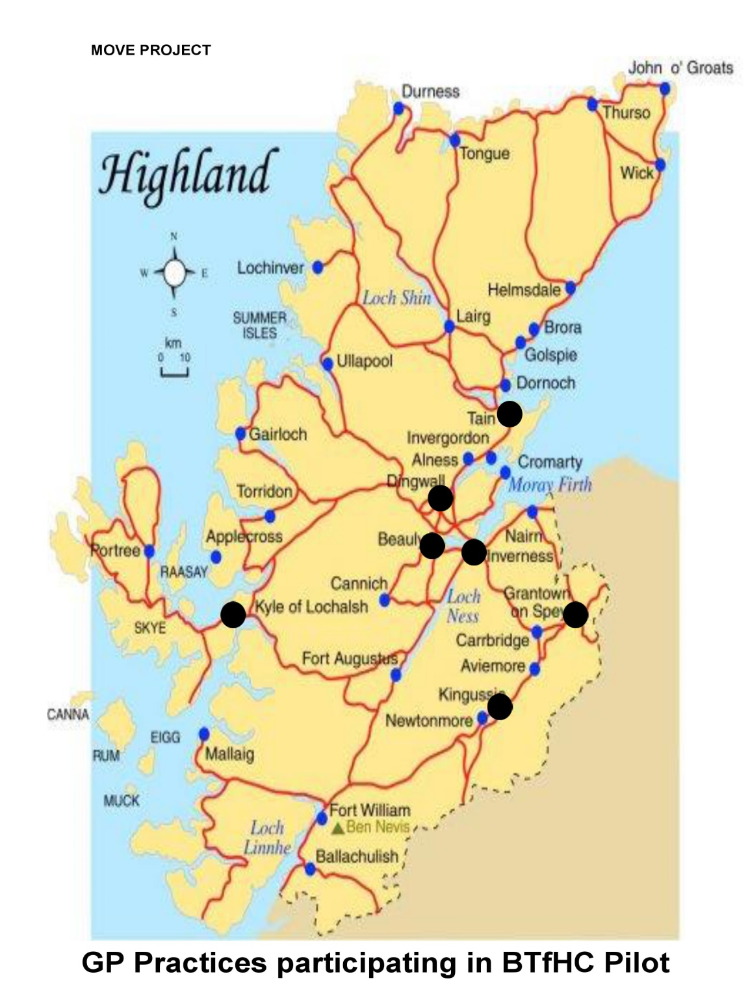 MOVE PROJECT
John o' Groats
Durness
Thurso
Tongue
Highland
Wick
N
W
E
S
Lochinver
Helmsdale
Loch Shin
SUMMER
ISLES
Lairg
Brora
km
0 10
Golspie
Ullapool
Dornoch
Tain
Invergordon
Gairloch
Alness
Cromarty
Dingwall
Moray Firth
Torridon
Applecross
Beauly
Nairn
Portree
Inverness
RAASAY
Cannich
Loch
Ness
Grantown
on Spey
Kyle of Lochalsh
SKYE
Carrbridge
Fort Augustus
Aviemore
Kingussie
CANNA
Newtonmore
EIGG
RUM
Mallaig
MUCK
Fort William
Ben Nevis
Loch
Linnhe
Ballachulish
GP Practices participating in BTfHC Pilot